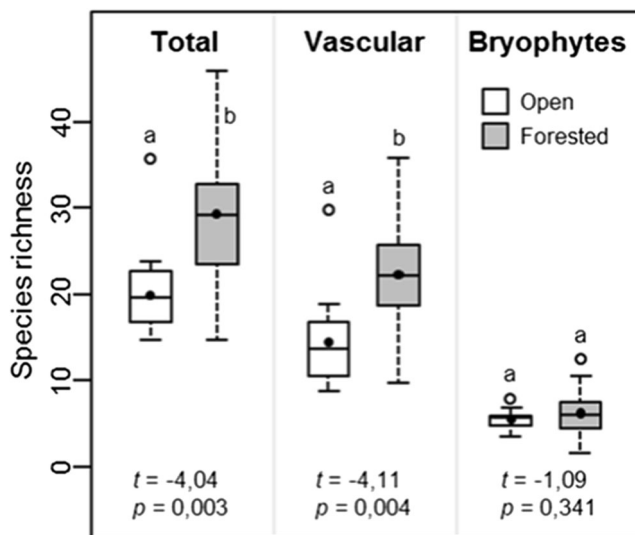 Total Vascular Bryophytes
Open
Forested
Species richness
40
30
20
10
0
a
b
a
b
a
a
t = -4,04
p = 0,003
t = -4,11
p = 0,004
t = -1,09
p = 0,341